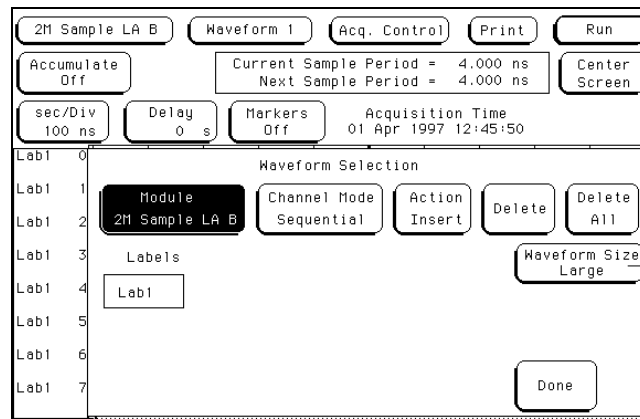 2M Sample LA B
Waveform 1
Acq. Control
Print
Run
Accumulate
Off
Current Sample Period = 4.000 ns
Next Sample Period = 4.000 ns
Center
Screen
sec/Div
100 ns
Delay
0 s
Markers
Off
Acquisition Time
01 Apr 1997 12:45:50
Lab1 0
Lab1 1
Lab1 2
Lab1 3
Lab1 4
Lab1 5
Lab1 6
Lab1 7
Waveform Selection
Module
2M Sample LA B
Channel Mode
Sequential
Action
Insert
Delete
Delete
All
Labels
Lab1
Waveform Size
Large
Done